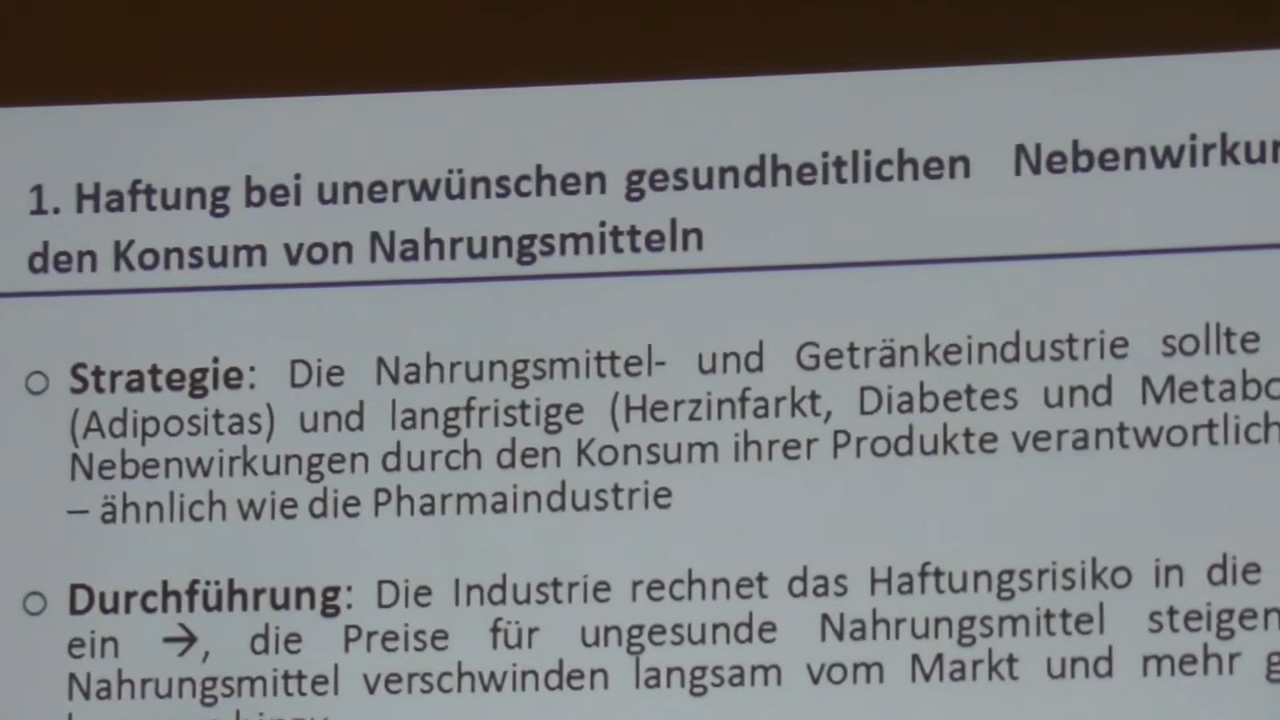 1. Haftung bei unerwünschen gesundheitlichen Nebenwirkur
den Konsum von Nahrungsmitteln
Strategie: Die Nahrungsmittel- und Getränkeindustrie sollte
(Adipositas) und langfristige (Herzinfarkt, Diabetes und Metabo
Nebenwirkungen durch den Konsum ihrer Produkte verantwortlich
– ähnlich wie die Pharmaindustrie
Durchführung: Die Industrie rechnet das Haftungsrisiko in die
ein →, die Preise für ungesunde Nahrungsmittel steigen
Nahrungsmittel verschwinden langsam vom Markt und mehr g